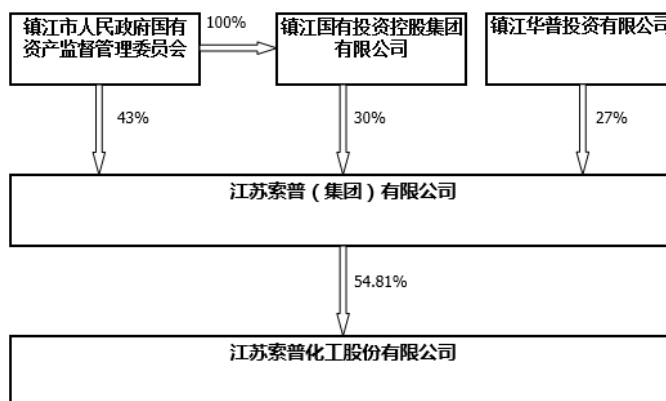 镇江市人民政府国有
资产监督管理委员会
100%
镇江国有投资控股集团
有限公司
镇江华普投资有限公司
43%
30%
27%
江苏索普（集团）有限公司
54.81%
江苏索普化工股份有限公司